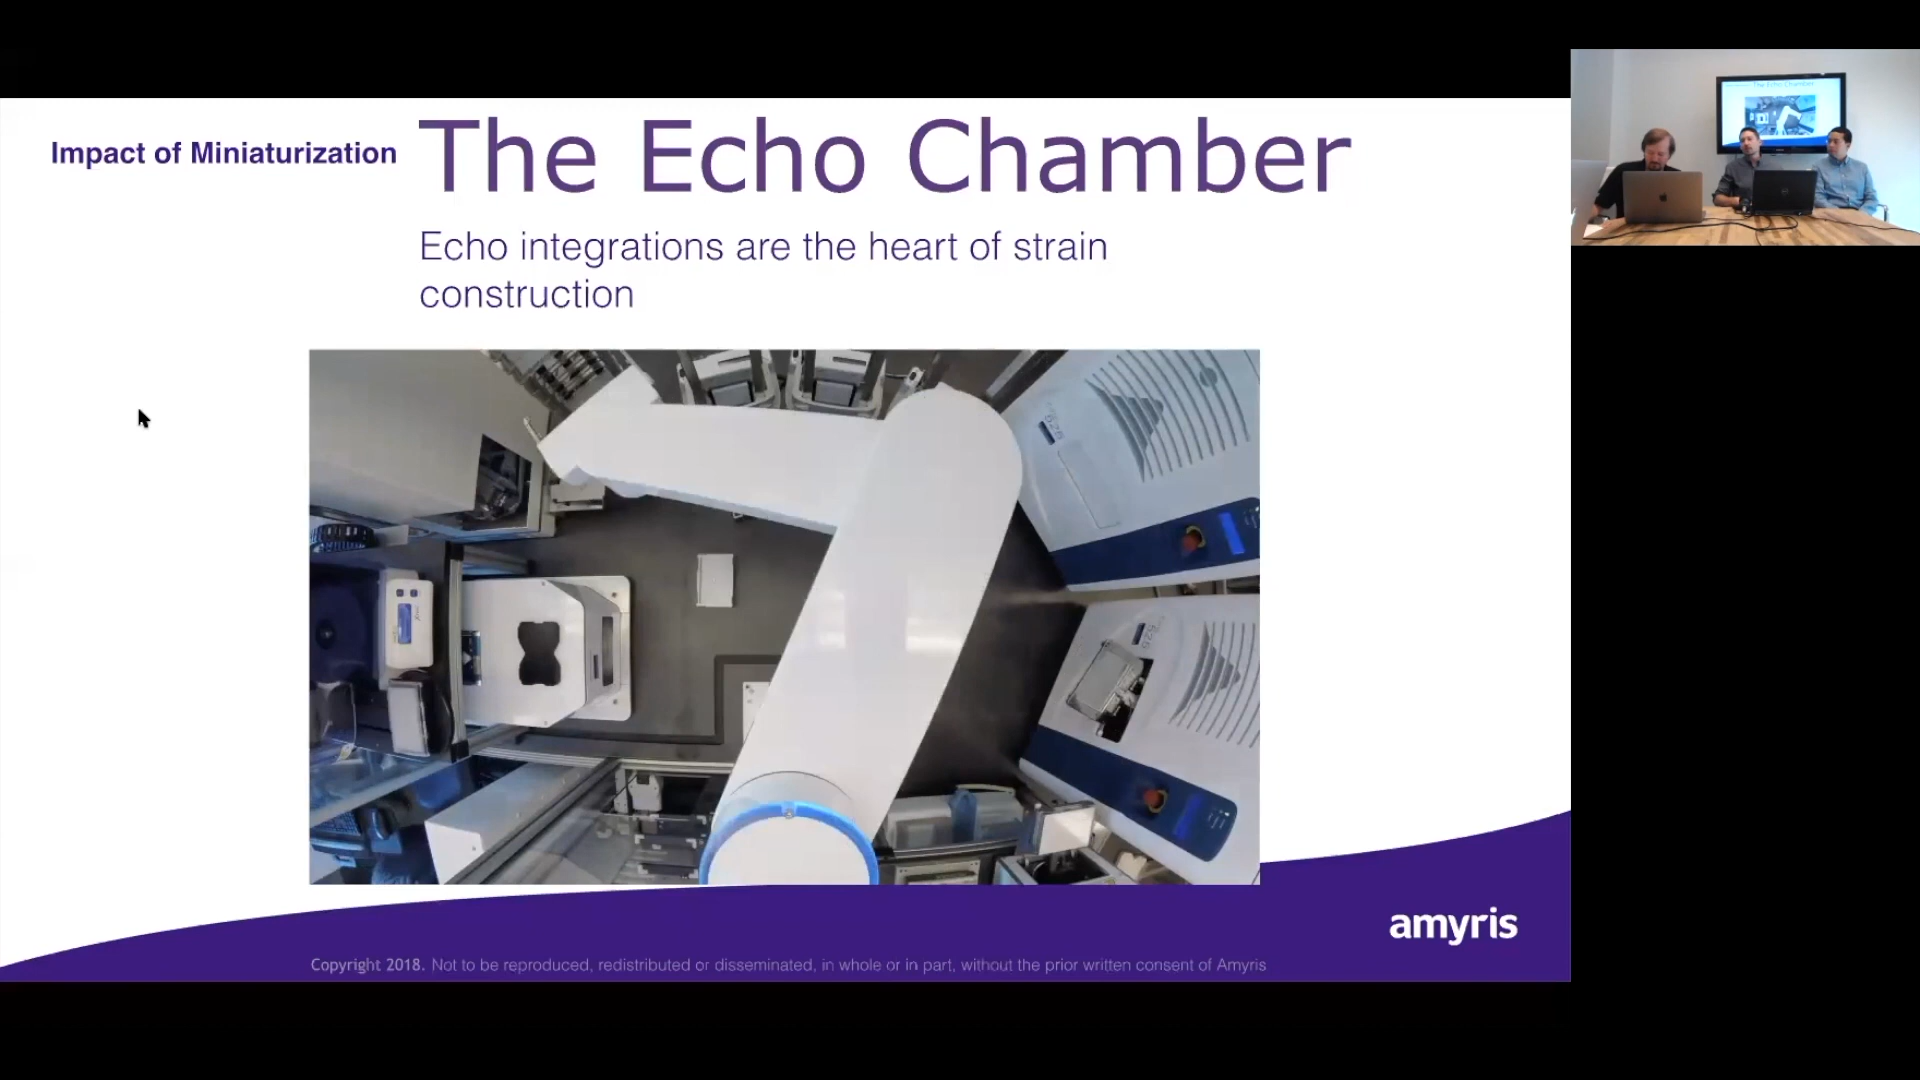 Impact of Miniaturization
The Echo Chamber
Echo integrations are the heart of strain
construction
amyris
Copyright 2018. Not to be reproduced, redistributed or disseminated, in whole or in part, without the prior written consent of Amyris